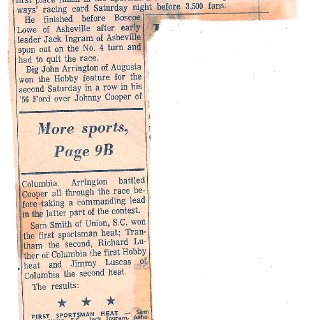 ways' racing card Saturday night before 3,500 fans.
He finished before Boscoe
Lowe of Asheville after early
leader Jack Ingram of Asheville
spun out on the No. 4 turn and
had to quit the race.
Big John Arrington of Augusta
won the Hobby feature for the
second Saturday in a row in his
'56 Ford over Johnny Cooper of
More sports,
Page 9B
Columbia. Arrington battled
Cooper all through the race be-
fore taking a commanding lead
in the latter part of the contest.
Sam Smith of Union, S.C. won
the first sportsman heat; Tran-
tham the second, Richard Lu-
ther of Columbia the first Hobby
heat and Jimmy Luscas of
Columbia the second heat.
The results:
★ ★ ★
FIRST SPORTSMAN HEAT — Sam
Jack Ingram, Ashe-